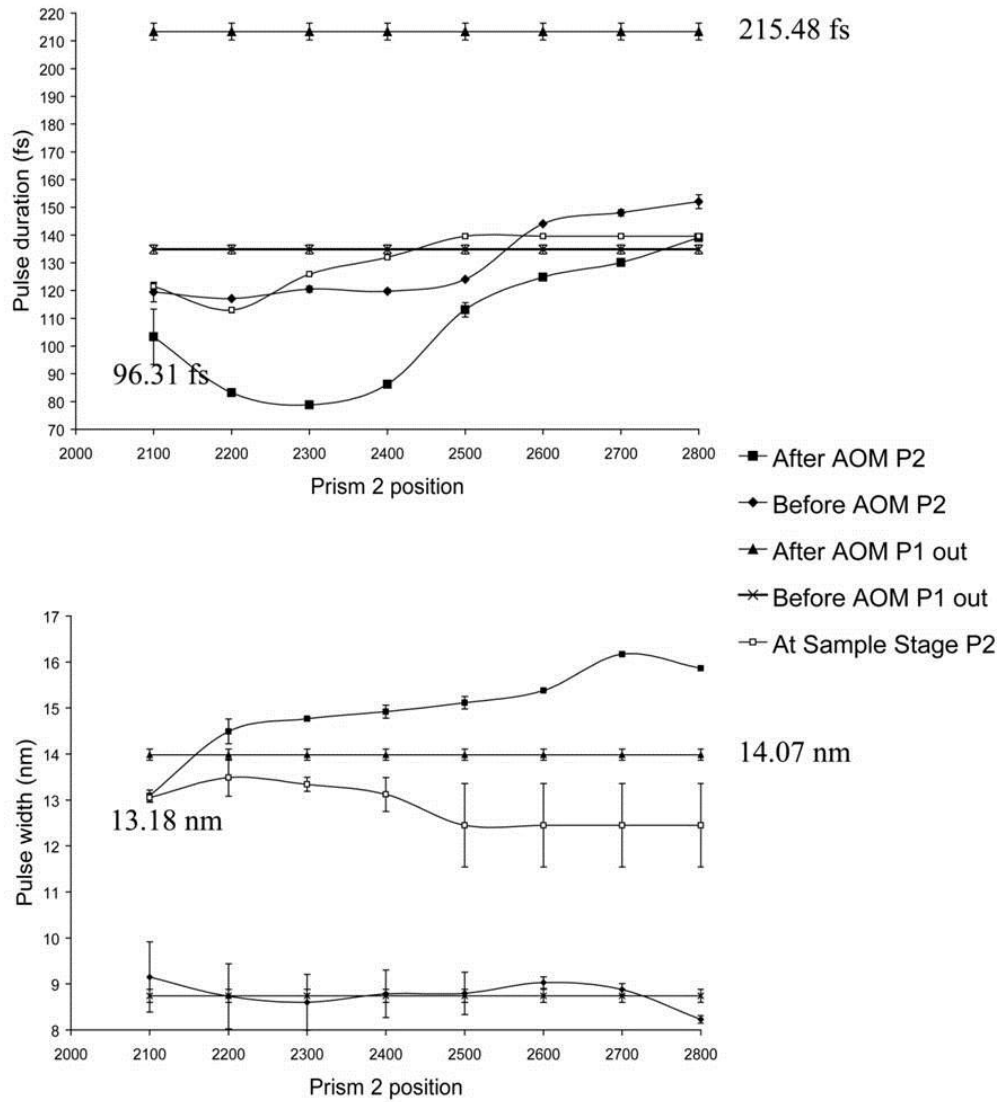 220
210
200
190
180
170
160
150
140
130
120
110
100
90
80
70
Pulse duration (fs)
215.48 fs
96.31 fs
2000 2100 2200 2300 2400 2500 2600 2700 2800
Prism 2 position
After AOM P2
Before AOM P2
After AOM P1 out
Before AOM P1 out
At Sample Stage P2
17
16
15
14
13
12
11
10
9
8
Pulse width (nm)
14.07 nm
13.18 nm
2000 2100 2200 2300 2400 2500 2600 2700 2800
Prism 2 position